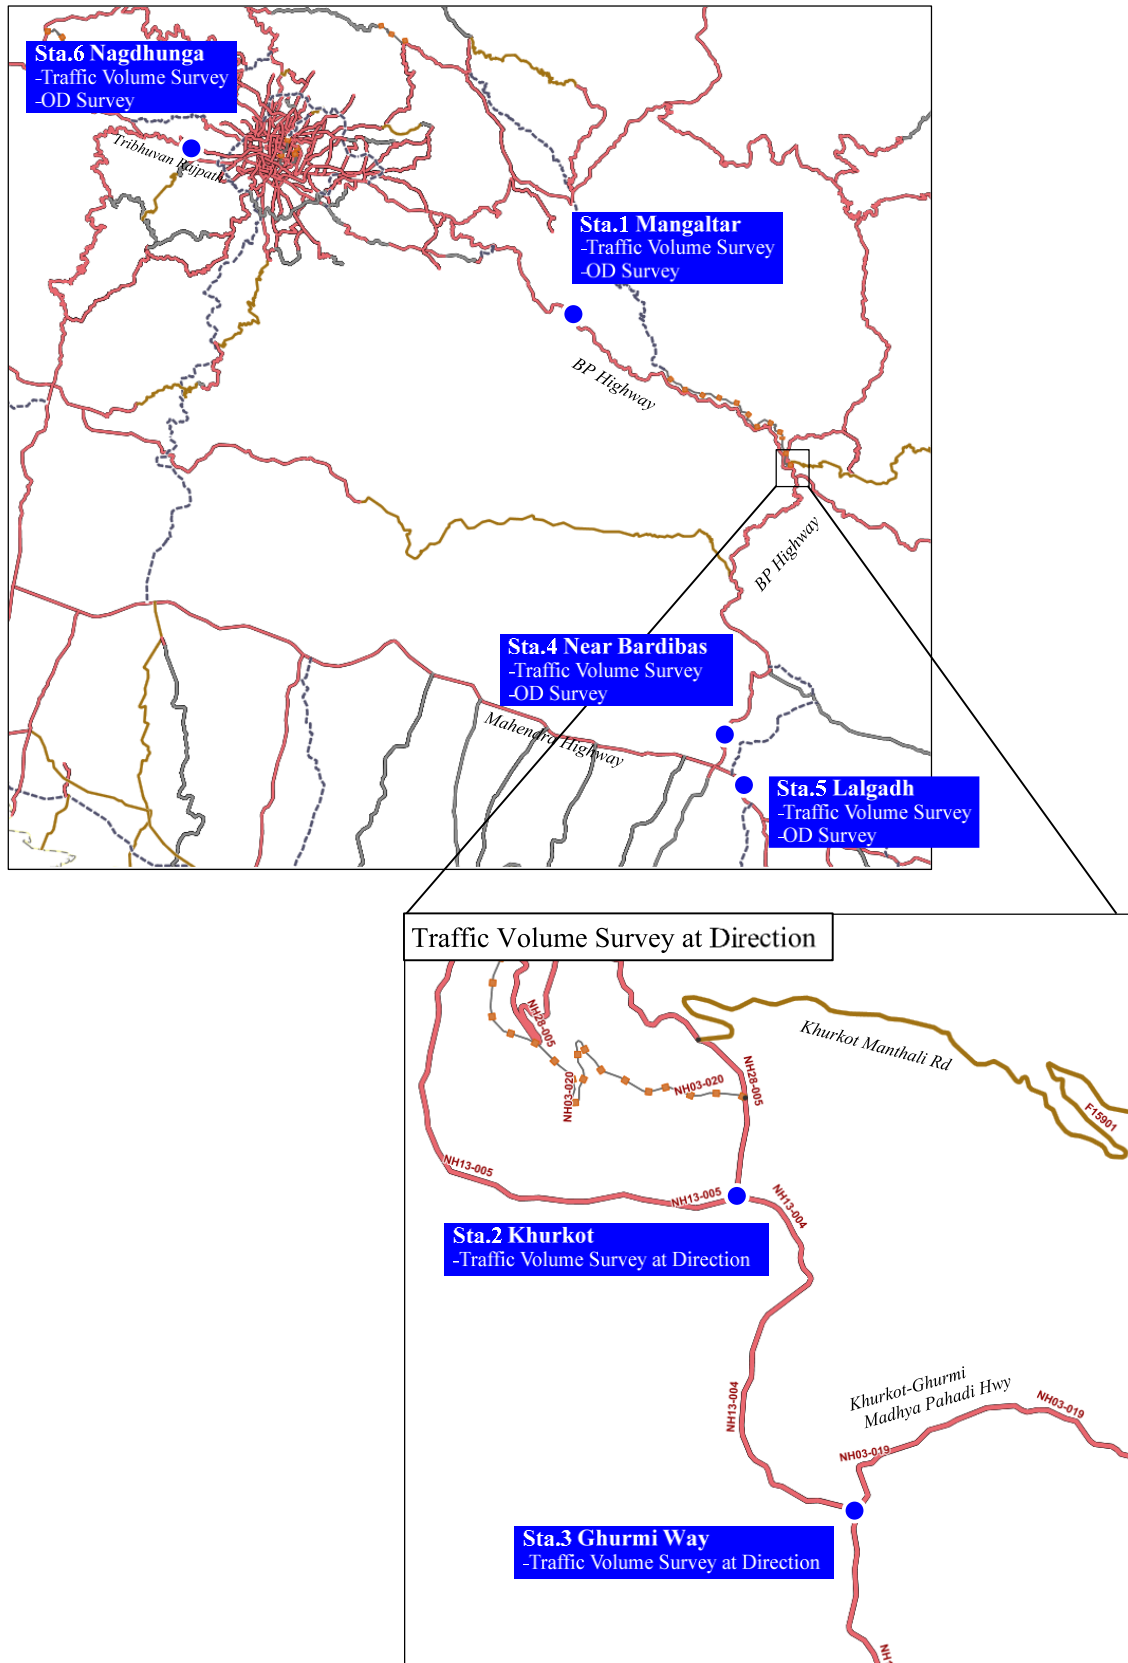 Sta.6 Nagdhunga
-Traffic Volume Survey
-OD Survey
Tribhuvan Rajpath
Sta.1 Mangaltar
-Traffic Volume Survey
-OD Survey
BP Highway
BP Highway
Sta.4 Near Bardibas
-Traffic Volume Survey
-OD Survey
Mahendra Highway
Sta.5 Lalgadh
-Traffic Volume Survey
-OD Survey
Traffic Volume Survey at Direction
NH28-005
Khurkot Manthali Rd
NH03-020
NH03-020
NH28-005
F15901
NH13-005
NH13-005
NH13-004
Sta.2 Khurkot
-Traffic Volume Survey at Direction
NH13-004
Khurkot-Ghurmi
Madhya Pahadi Hwy
NH03-019
NH03-019
Sta.3 Ghurmi Way
-Traffic Volume Survey at Direction